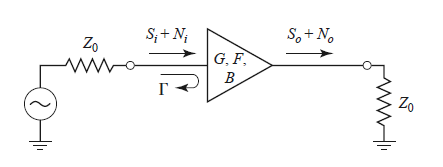 Z₀
Sᵢ + Nᵢ
Γ
G, F,
B
Sₒ + Nₒ
Z₀